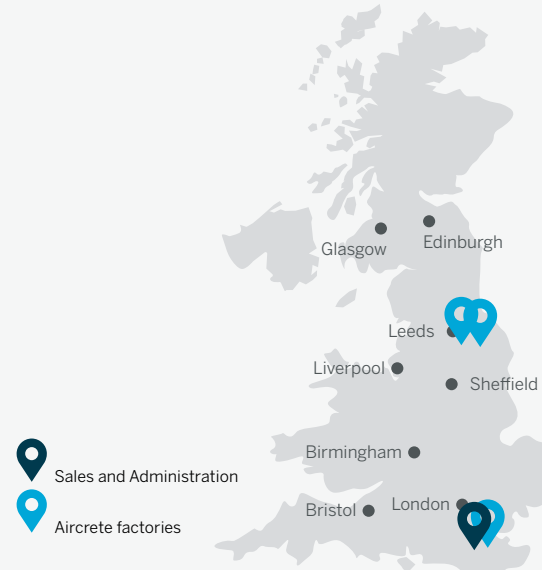 Glasgow
Edinburgh
Leeds
Liverpool
Sheffield
Birmingham
Sales and Administration
Bristol
London
Aircrete factories